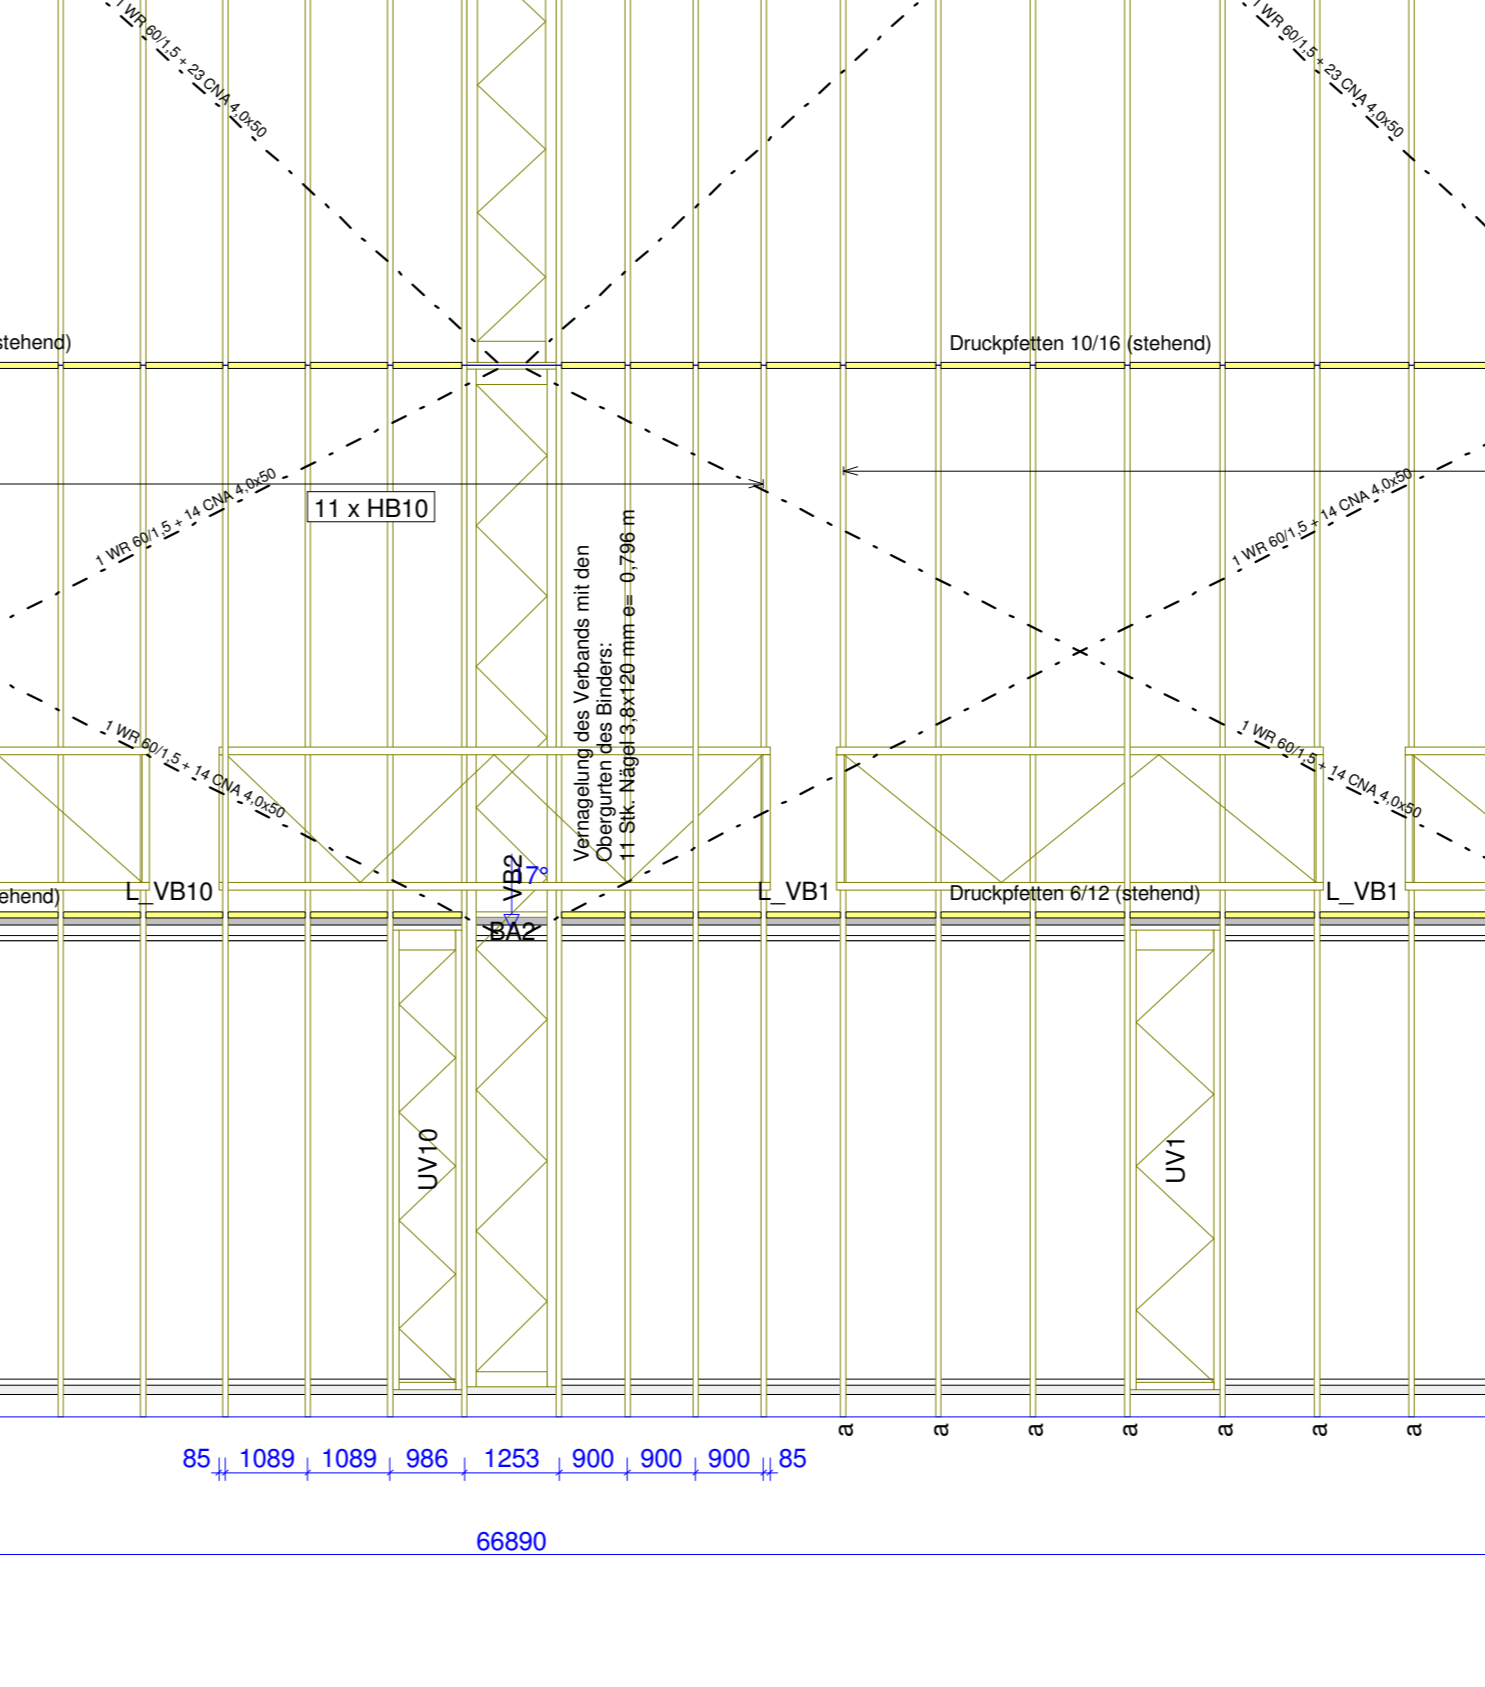 1 WR 60/1,5 + 23 CNA 4,0x50
1 WR 60/1,5 + 23 CNA 4,0x50
stehend)
Druckpfetten 10/16 (stehend)
1 WR 60/1,5 + 14 CNA 4,0x50
11 x HB10
1 WR 60/1,5 + 14 CNA 4,0x50
Vernagelung des Verbands mit den
Obergurten des Binders:
11 Stk. Nägel 3,8x120 mm e= 0,796 m
1 WR 60/1,5 + 14 CNA 4,0x50
1 WR 60/1,5 + 14 CNA 4,0x50
VB2
7°
ehend)
L_VB10
L_VB1
Druckpfetten 6/12 (stehend)
L_VB1
BA2
UV10
UV1
a a a a a a a
85 1089 1089 986 1253 900 900 900 85
66890